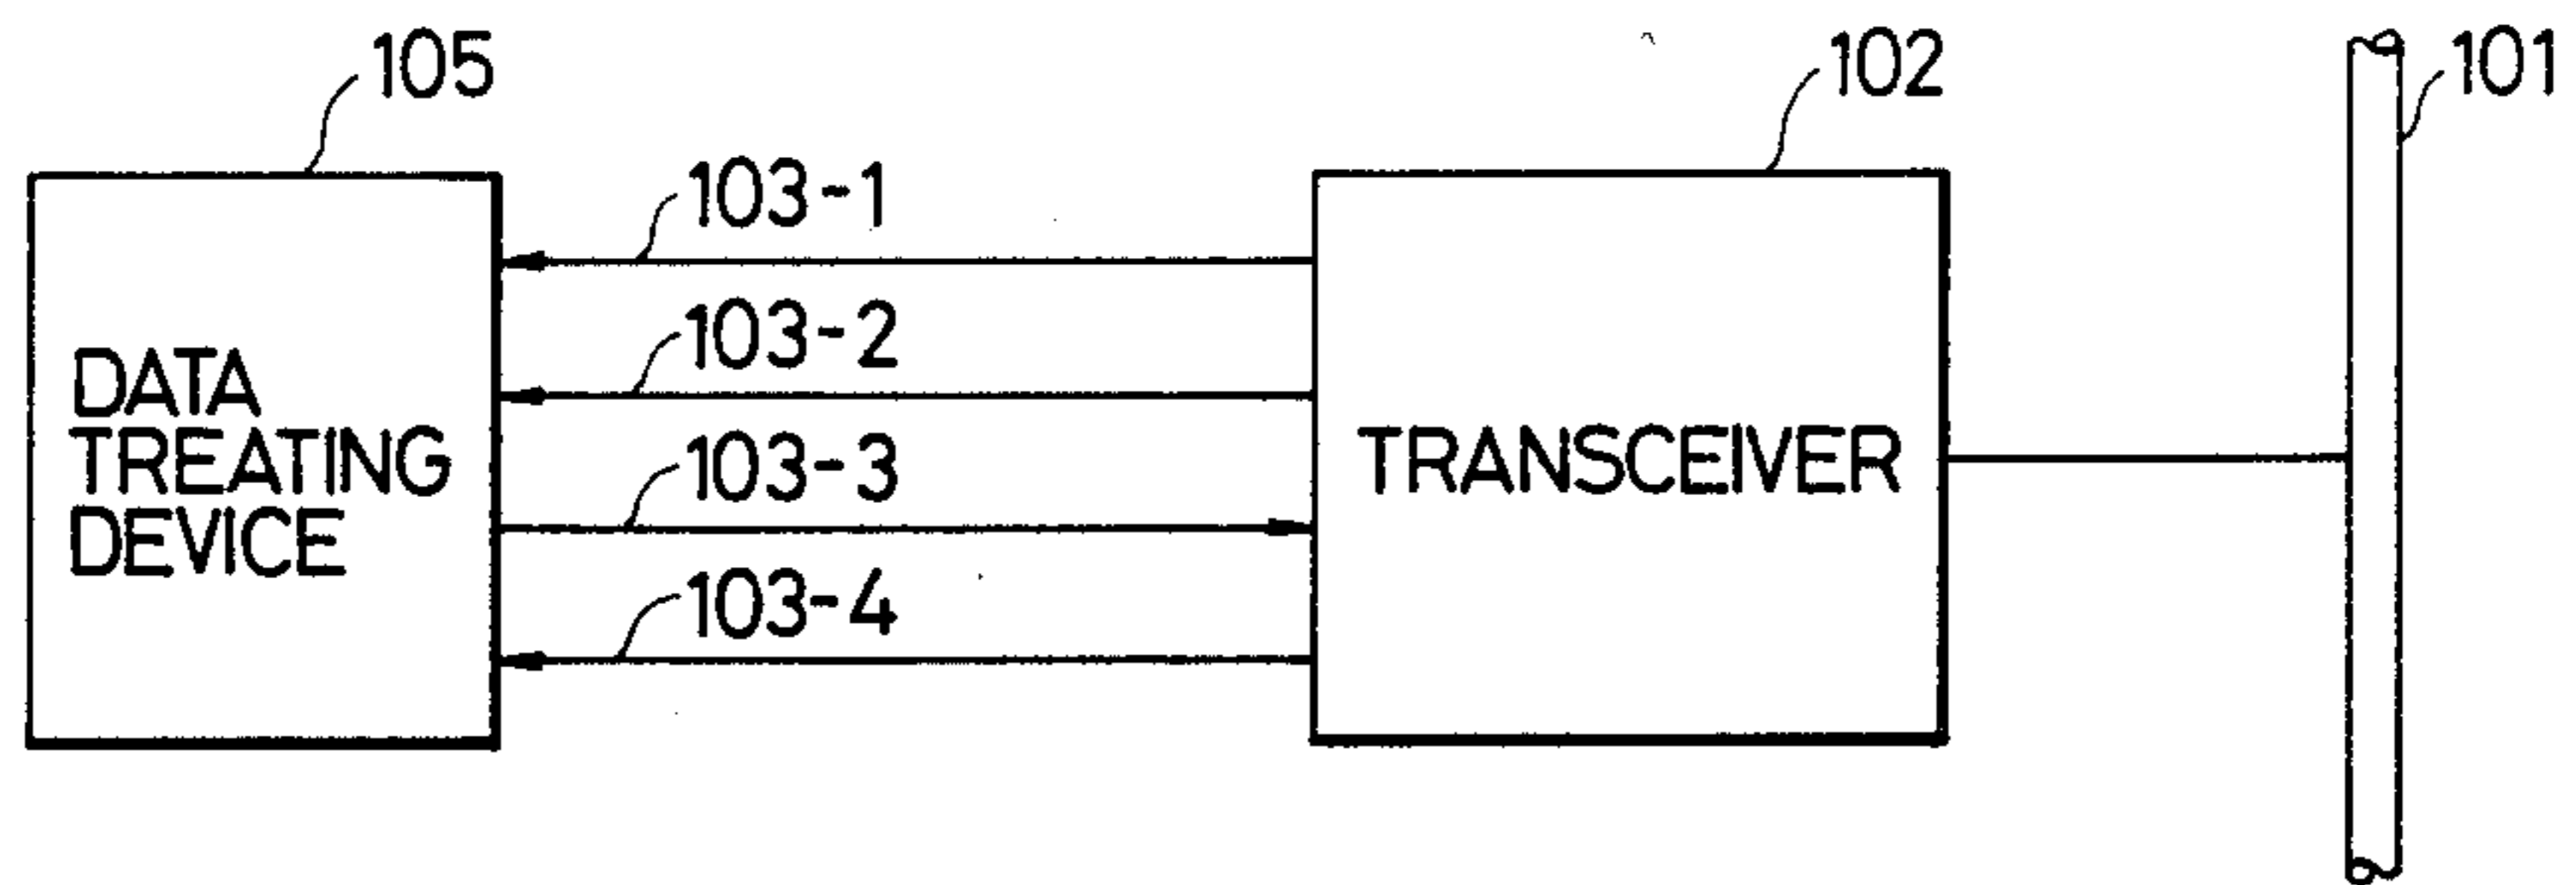 105
102
101
103-1
103-2
103-3
103-4
DATA
TREATING
DEVICE
TRANSCEIVER